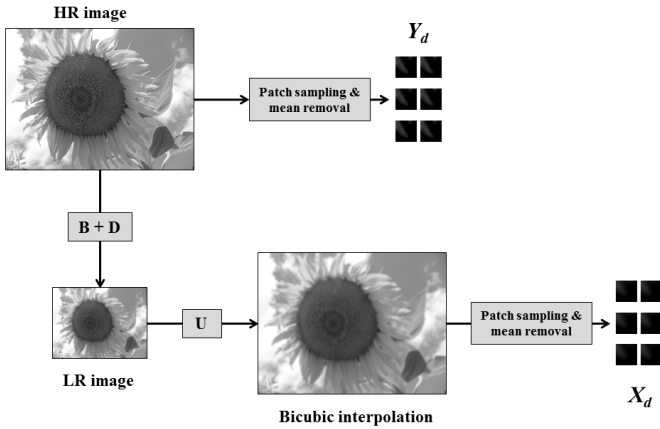 HR image
Y_d
Patch sampling &
mean removal
B + D
U
Patch sampling &
mean removal
LR image
Bicubic interpolation
X_d